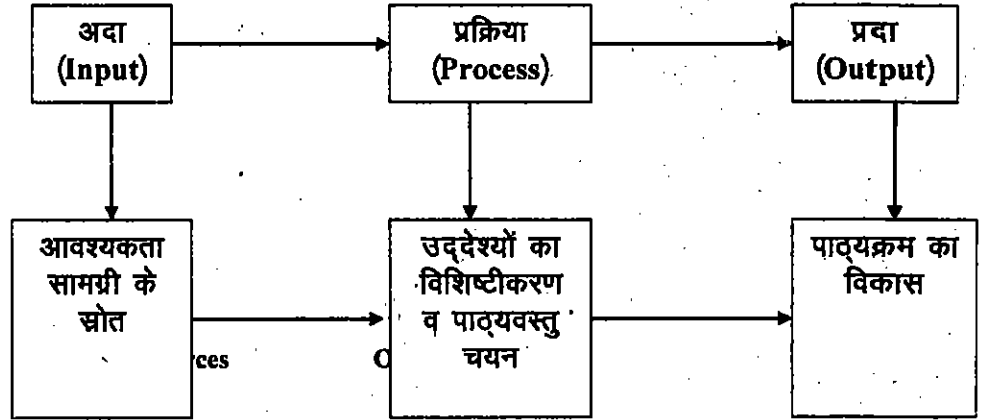 अदा
(Input)
प्रक्रिया
(Process)
प्रदा
(Output)
आवश्यकता
सामग्री के
स्रोत
उद्देश्यों का
विशिष्टीकरण
व पाठ्यवस्तु
चयन
पाठ्यक्रम का
विकास